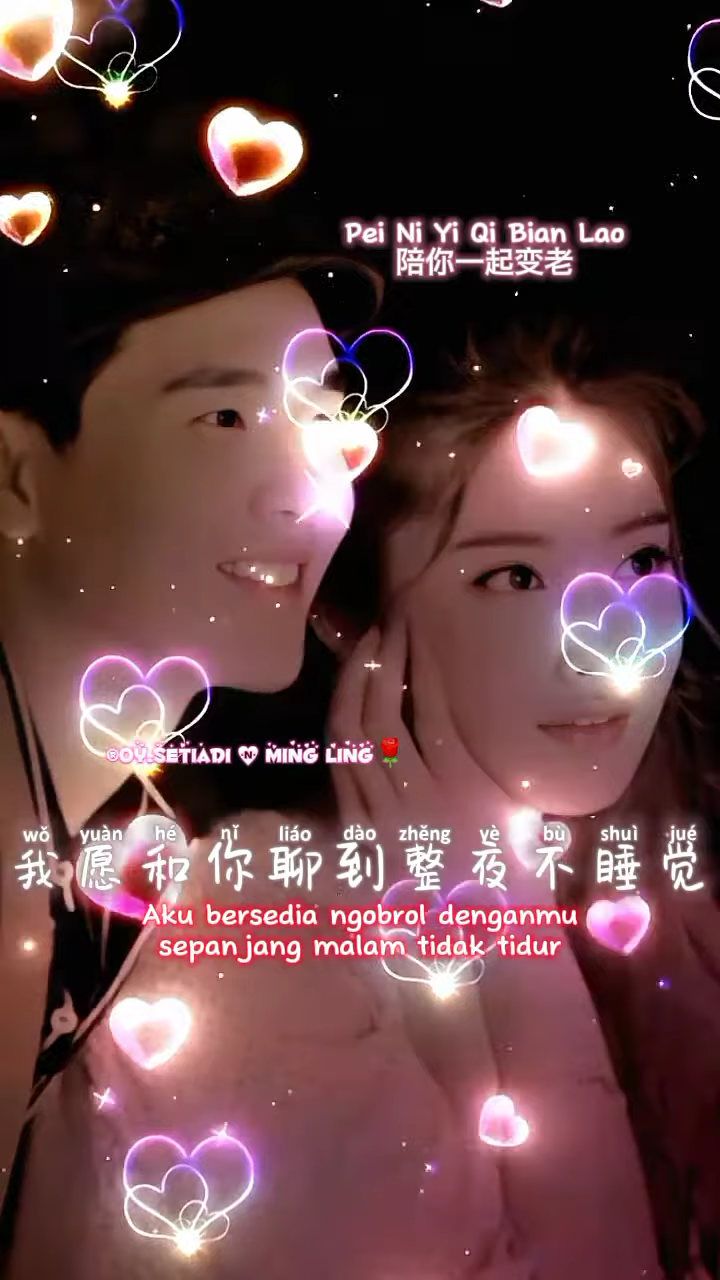 Pei Ni Yi Qi Bian Lao
陪你一起变老
®OY.SETIADI 🤍 MING LING🌹
wǒ yuàn hé nǐ liáo dào zhěng yè bù shuì jué
我愿和你聊到整夜不睡觉
Aku bersedia ngobrol denganmu
sepanjang malam tidak tidur